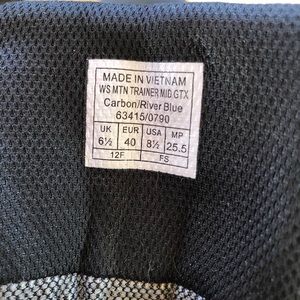 MADE IN VIETNAM
WS MTN TRAINER MID GTX
Carbon/River Blue
63415/0790
UK EUR USA MP
6½ 40 8½ 25.5
12F FS